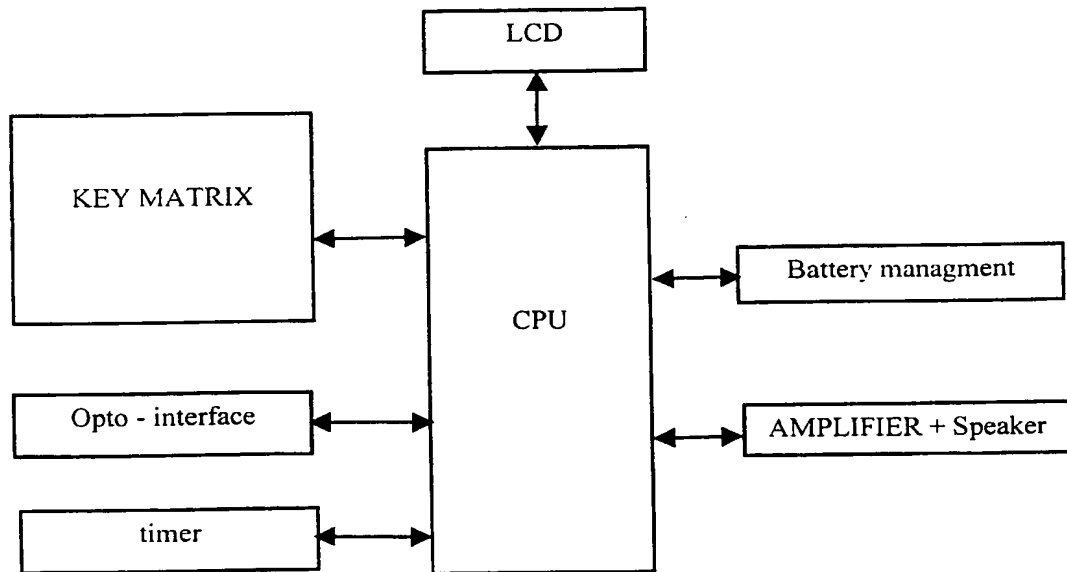 LCD
KEY MATRIX
CPU
Battery managment
Opto - interface
AMPLIFIER + Speaker
timer